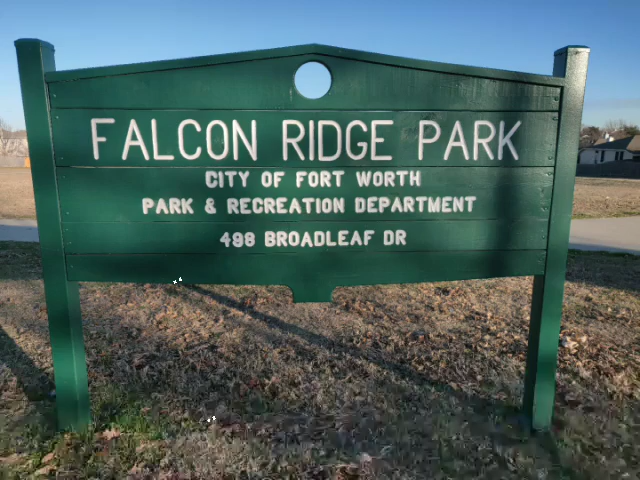 FALCON RIDGE PARK
CITY OF FORT WORTH
PARK & RECREATION DEPARTMENT
498 BROADLEAF DR